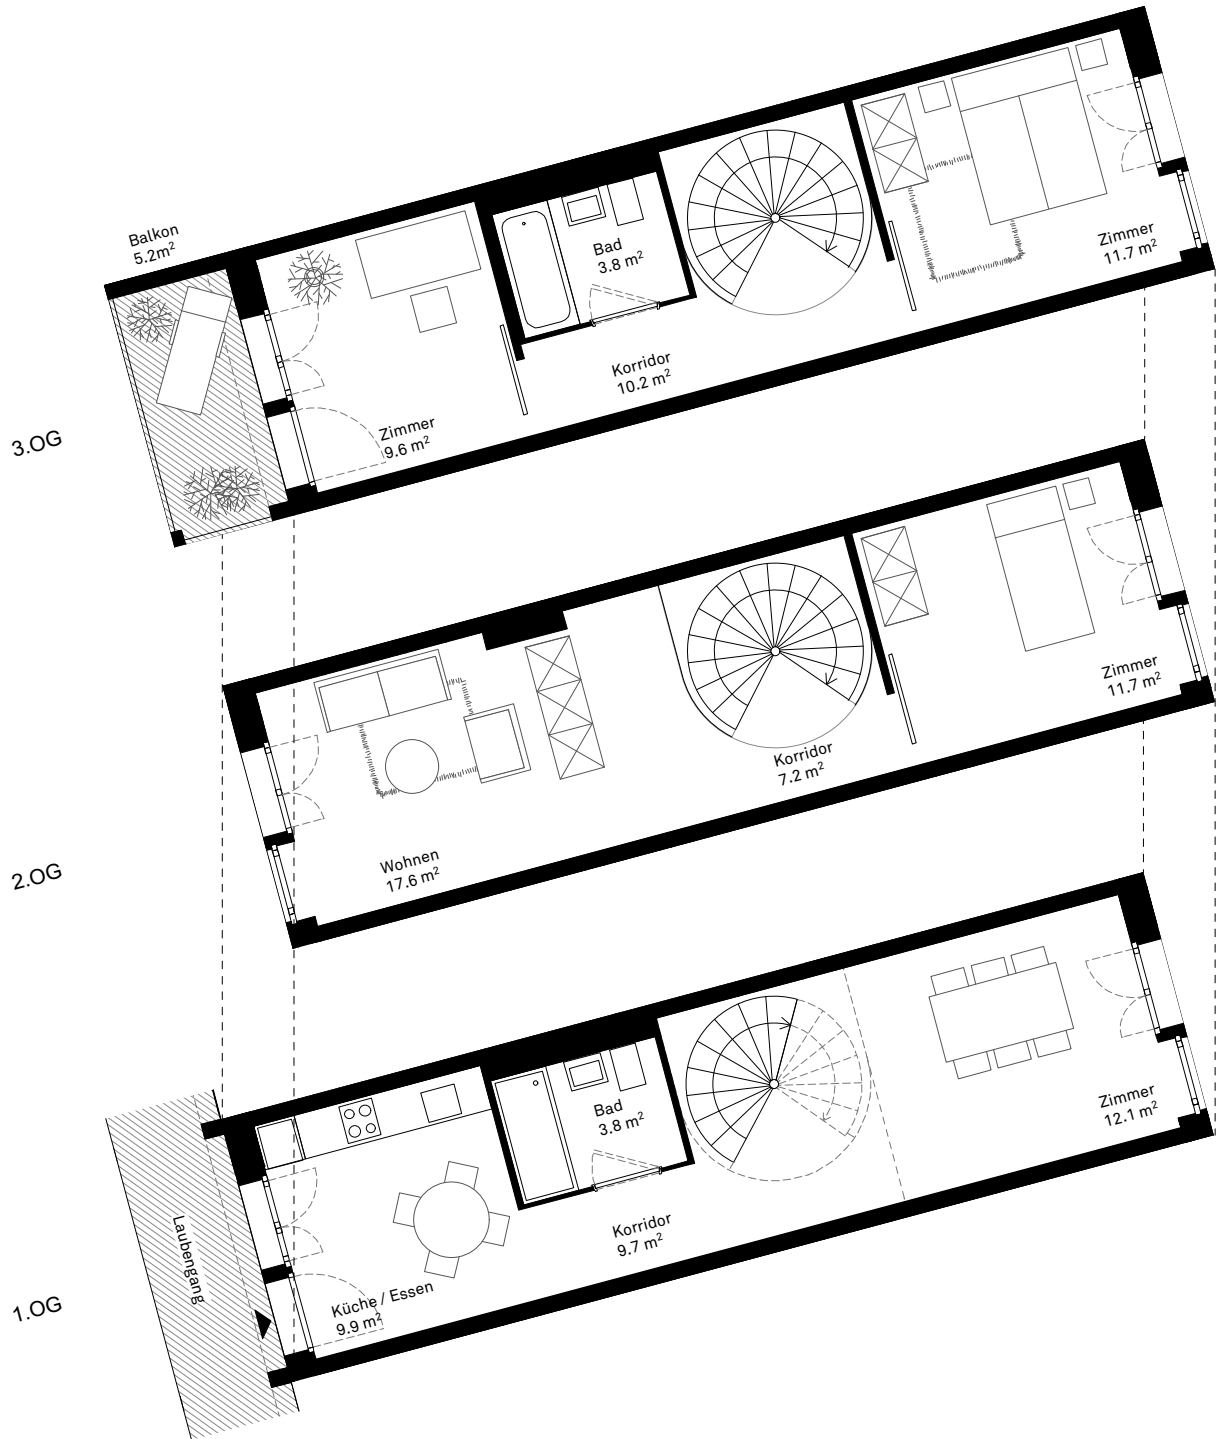 Balkon
5.2m²
Bad
3.8 m²
Zimmer
11.7 m²
Korridor
10.2 m²
Zimmer
9.6 m²
3.OG
Zimmer
11.7 m²
Korridor
7.2 m²
Wohnen
17.6 m²
2.OG
Bad
3.8 m²
Zimmer
12.1 m²
Korridor
9.7 m²
Laubengang
Küche / Essen
9.9 m²
1.OG